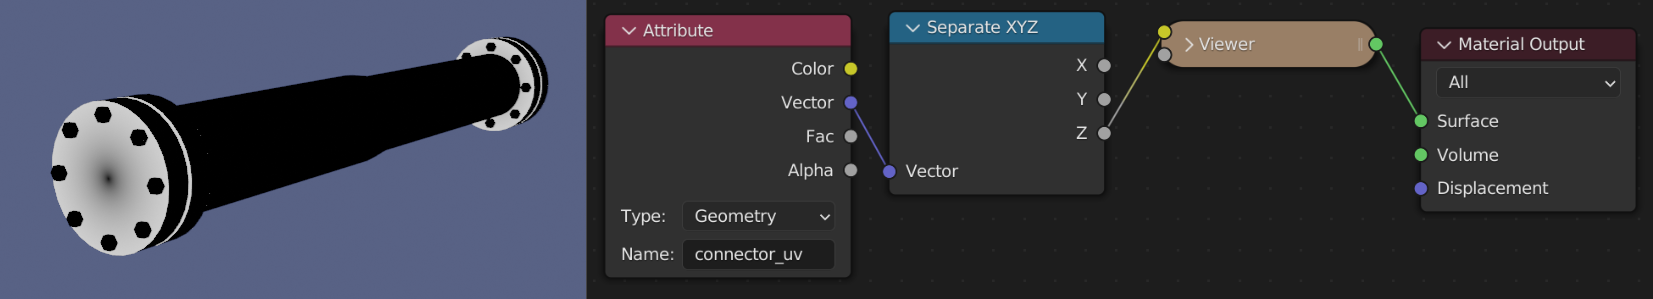 Attribute
Color
Vector
Fac
Alpha
Type: Geometry
Name: connector_uv
Separate XYZ
X
Y
Z
Vector
Viewer
Material Output
All
Surface
Volume
Displacement